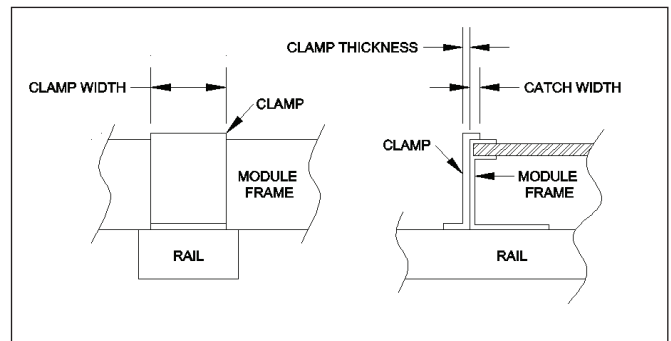 CLAMP WIDTH
CLAMP
MODULE
FRAME
RAIL
CLAMP THICKNESS
CATCH WIDTH
CLAMP
MODULE
FRAME
RAIL